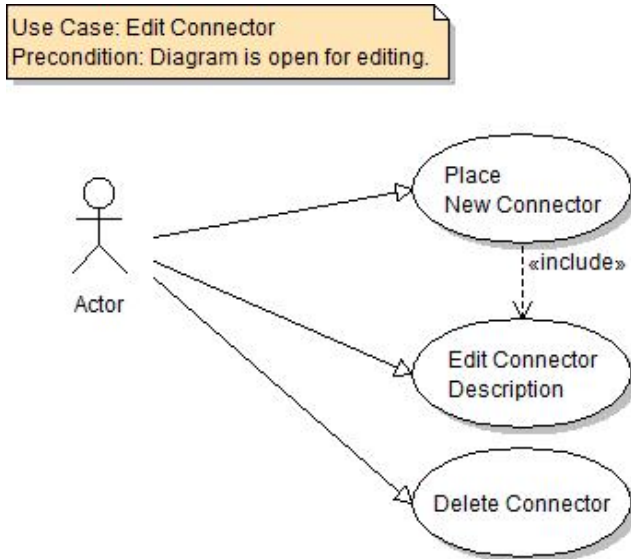 Use Case: Edit Connector
Precondition: Diagram is open for editing.
Place
New Connector
«include»
Actor
Edit Connector
Description
Delete Connector